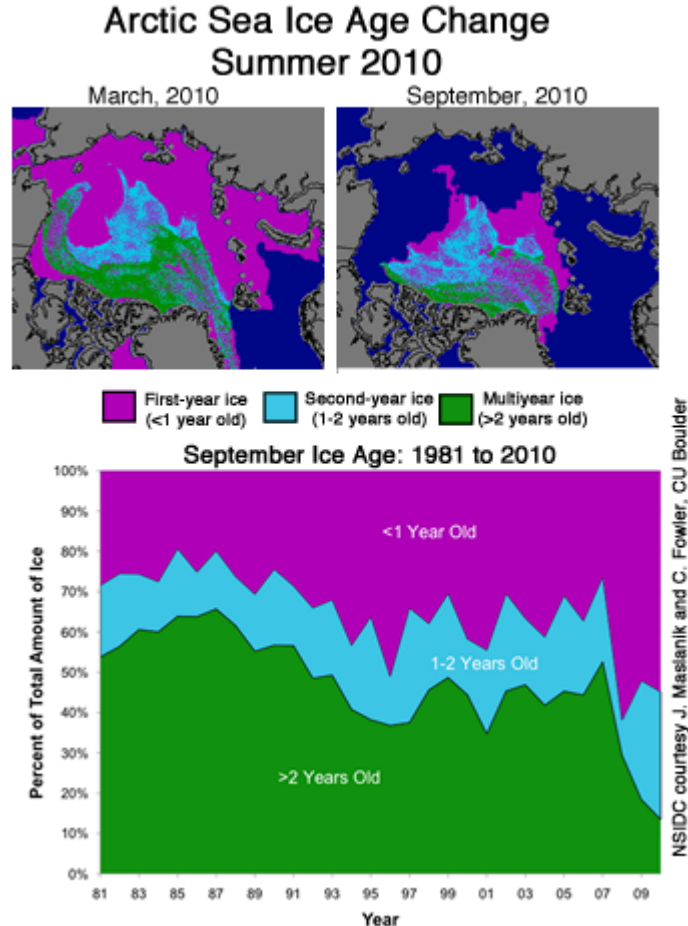 Arctic Sea Ice Age Change
Summer 2010
March, 2010
September, 2010
First-year ice
(<1 year old)
Second-year ice
(1-2 years old)
Multiyear ice
(>2 years old)
September Ice Age: 1981 to 2010
Percent of Total Amount of Ice
100%
90%
80%
70%
60%
50%
40%
30%
20%
10%
0%
<1 Year Old
1-2 Years Old
>2 Years Old
81 83 85 87 89 91 93 95 97 99 01 03 05 07 09
Year
NSIDC courtesy J. Maslanik and C. Fowler, CU Boulder